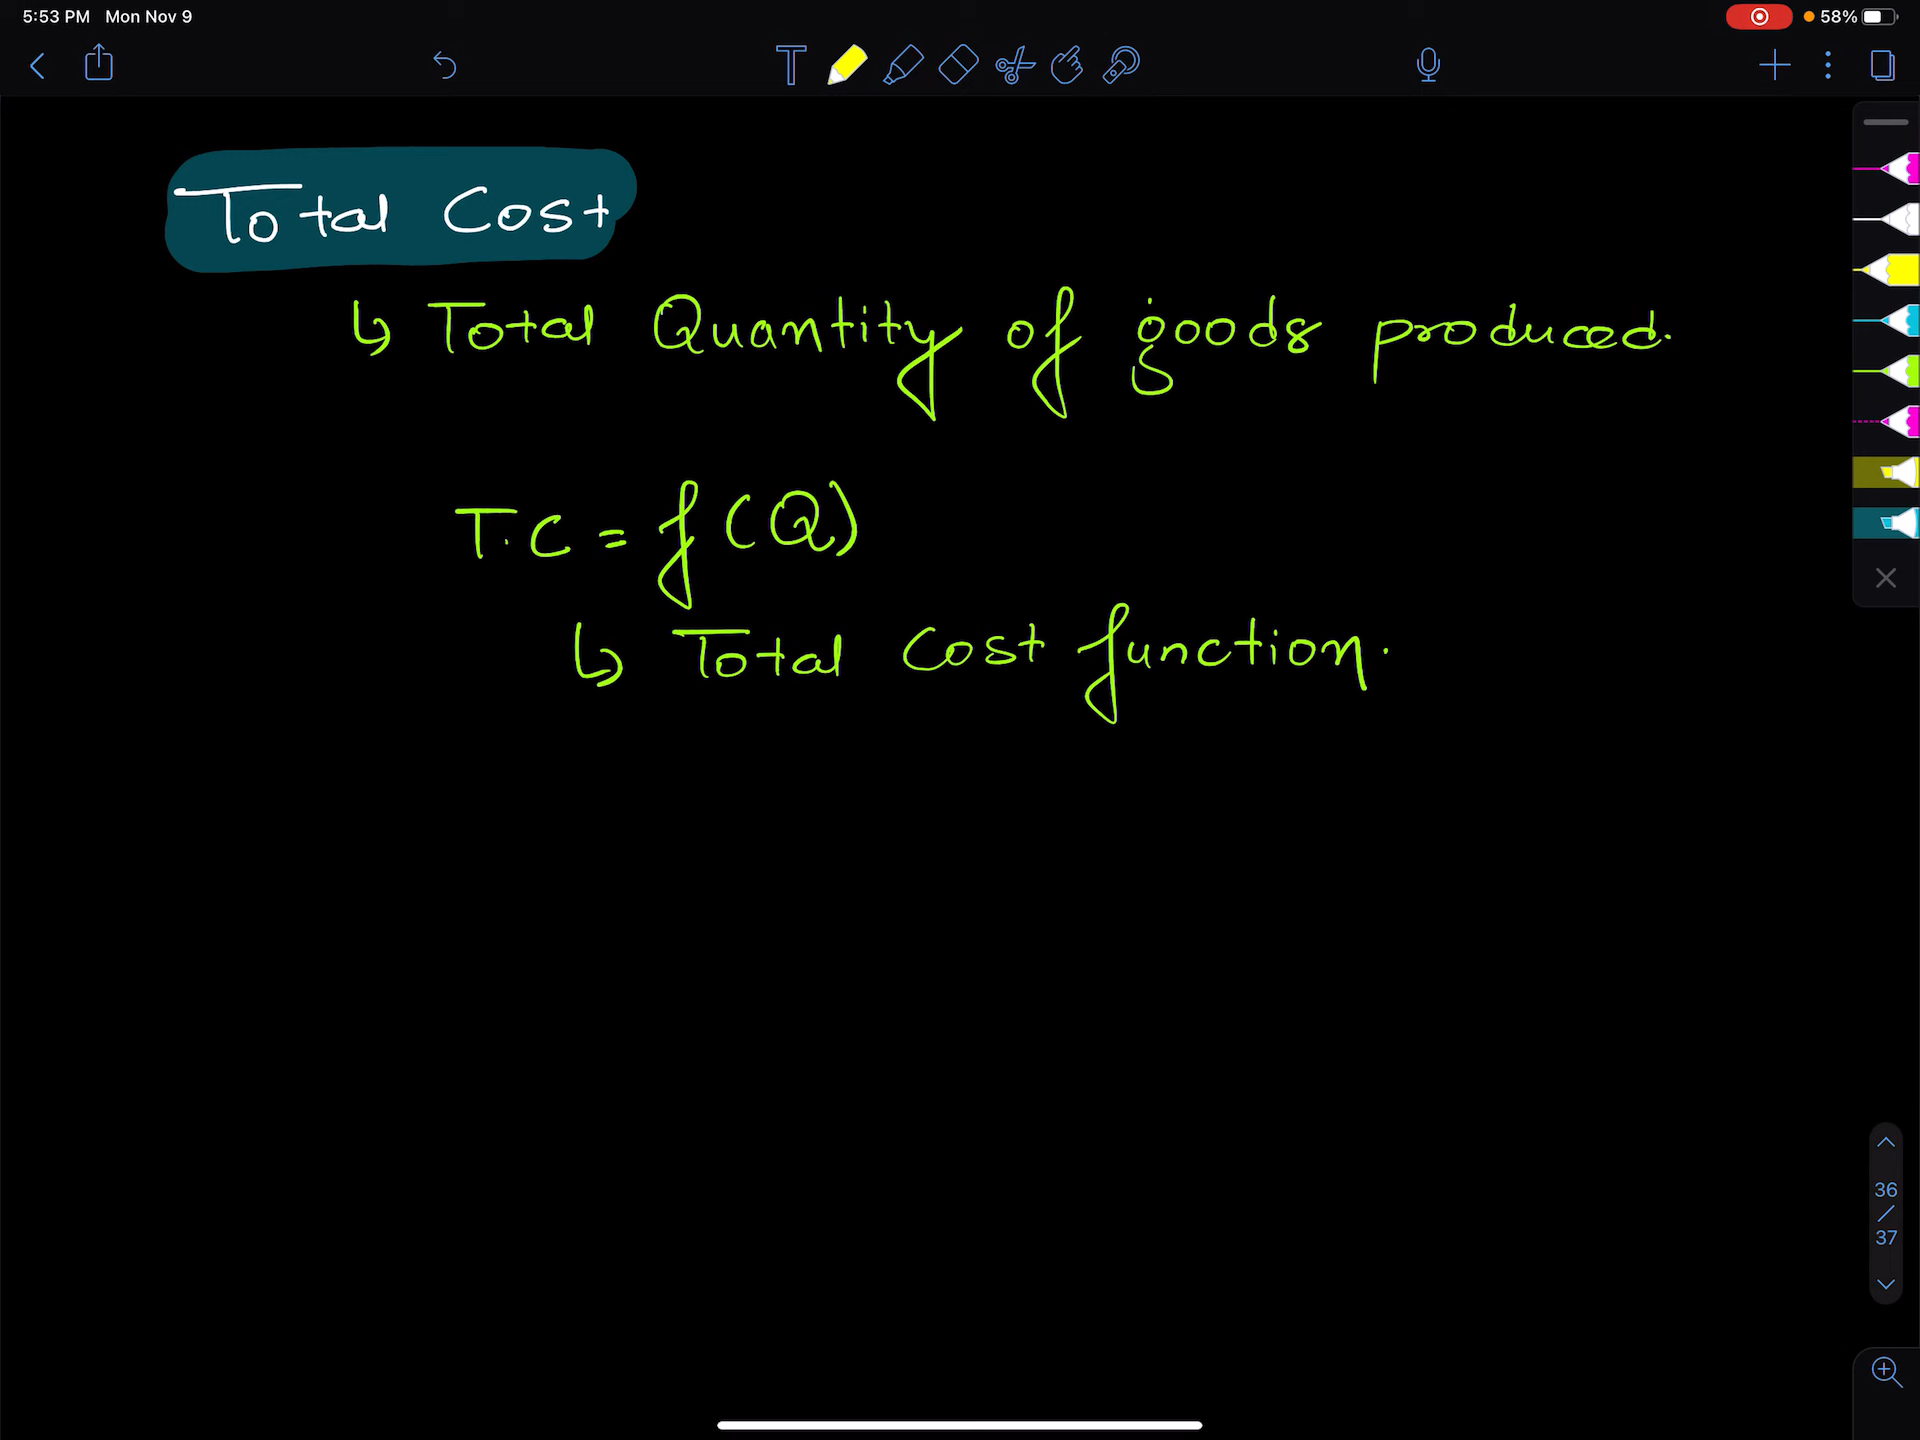 5:53 PM Mon Nov 9
58%
T
Total Cost
↳ Total Quantity of goods produced.
T.C = f(Q)
↳ Total Cost function.
36
/
37